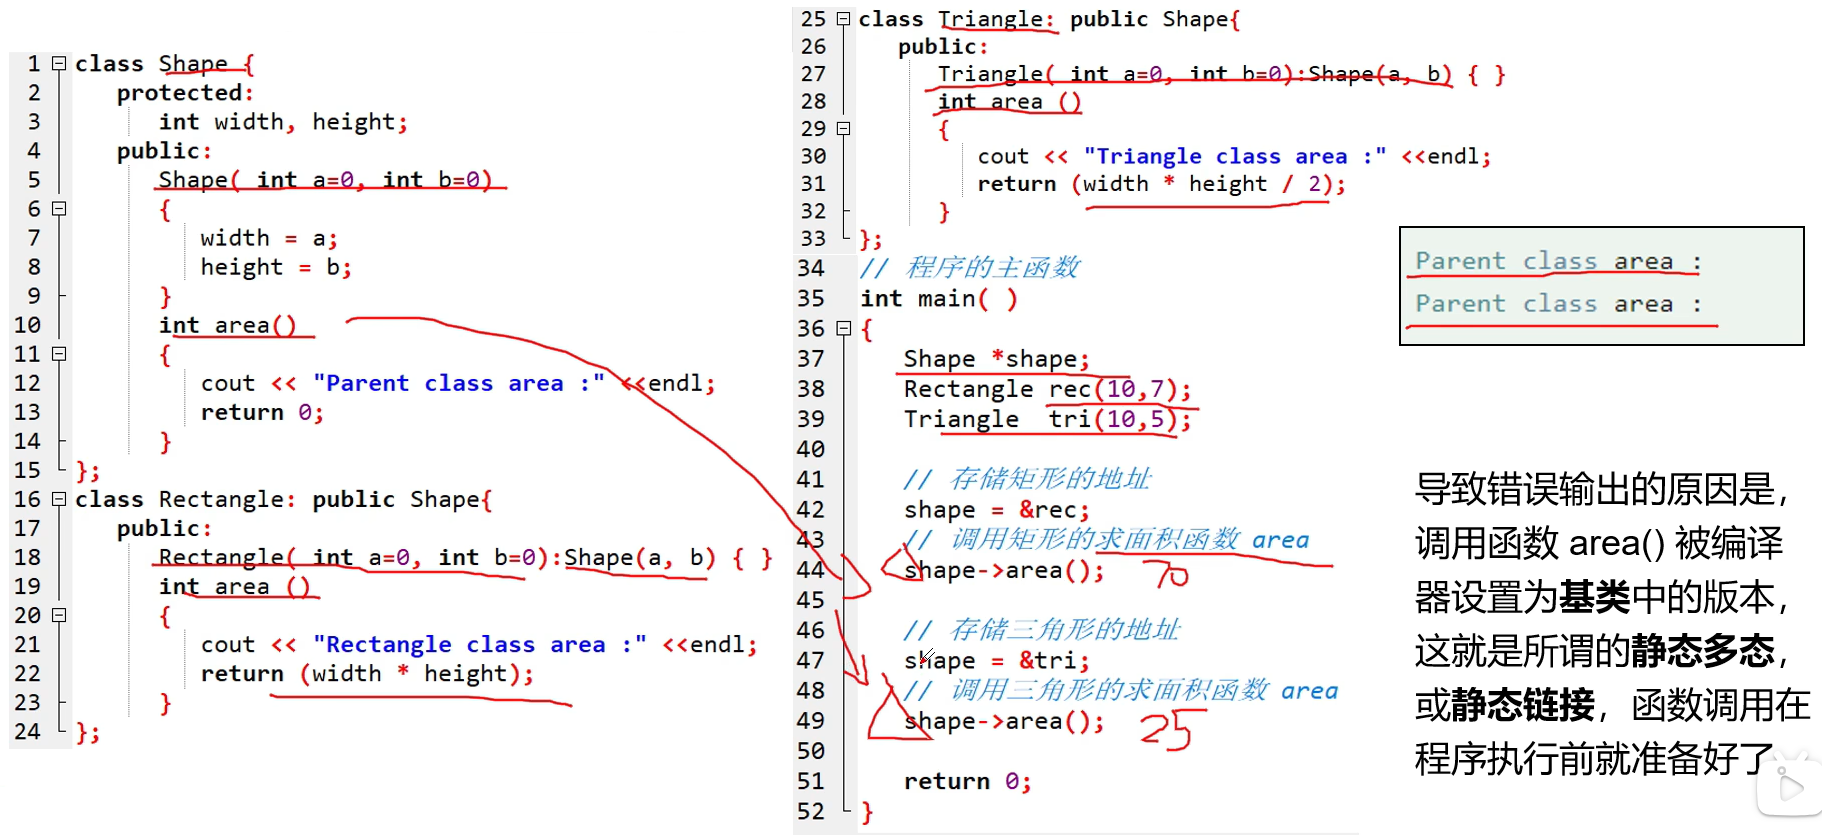 1 class Shape {
2 protected:
3 int width, height;
4 public:
5 Shape( int a=0, int b=0)
6 {
7 width = a;
8 height = b;
9 }
10 int area()
11 {
12 cout << "Parent class area :" <<endl;
13 return 0;
14 }
15 };
16 class Rectangle: public Shape{
17 public:
18 Rectangle( int a=0, int b=0):Shape(a, b) { }
19 int area ()
20 {
21 cout << "Rectangle class area :" <<endl;
22 return (width * height);
23 }
24 };
25 class Triangle: public Shape{
26 public:
27 Triangle( int a=0, int b=0):Shape(a, b) { }
28 int area ()
29 {
30 cout << "Triangle class area :" <<endl;
31 return (width * height / 2);
32 }
33 };
34 // 程序的主函数
35 int main( )
36 {
37 Shape *shape;
38 Rectangle rec(10,7);
39 Triangle tri(10,5);
40
41 // 存储矩形的地址
42 shape = &rec;
43 // 调用矩形的求面积函数 area
44 shape->area(); 70
45
46 // 存储三角形的地址
47 shape = &tri;
48 // 调用三角形的求面积函数 area
49 shape->area(); 25
50
51 return 0;
52 }
Parent class area :
Parent class area :
导致错误输出的原因是，
调用函数 area() 被编译
器设置为基类中的版本，
这就是所谓的静态多态，
或静态链接，函数调用在
程序执行前就准备好了